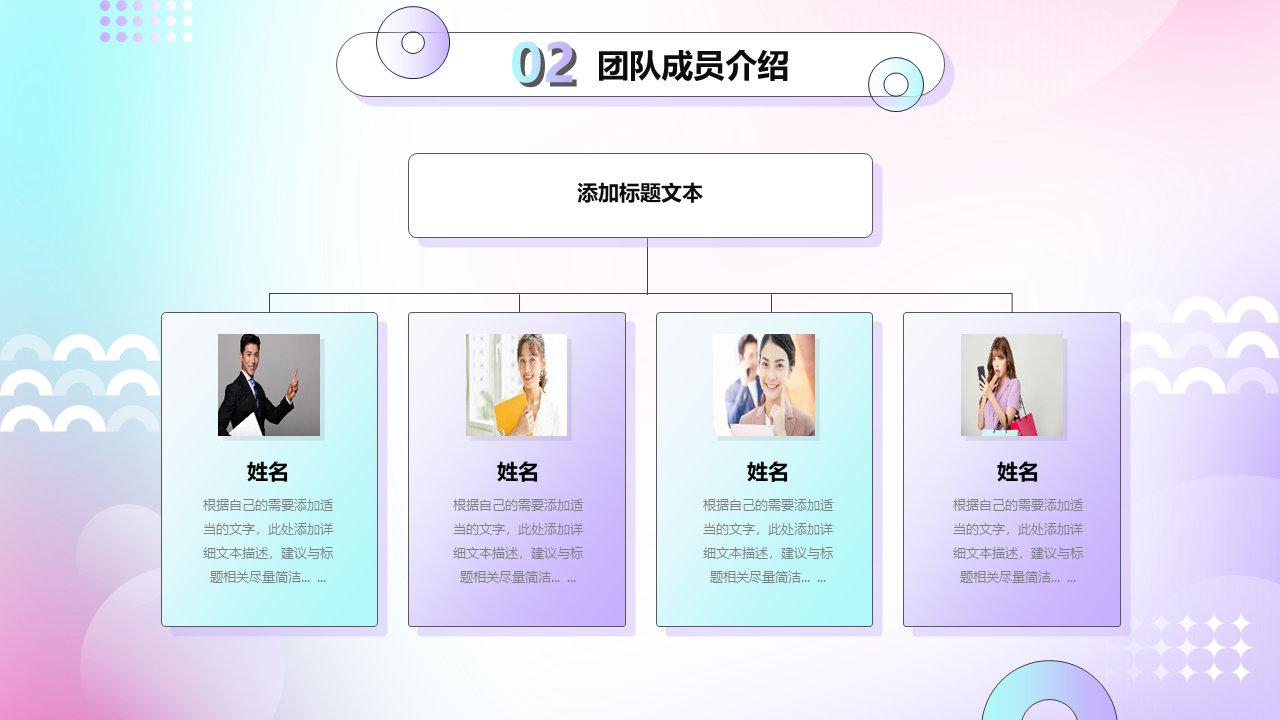 02 团队成员介绍
添加标题文本
姓名
根据自己的需要添加适
当的文字，此处添加详
细文本描述，建议与标
题相关尽量简洁... ...
姓名
根据自己的需要添加适
当的文字，此处添加详
细文本描述，建议与标
题相关尽量简洁... ...
姓名
根据自己的需要添加适
当的文字，此处添加详
细文本描述，建议与标
题相关尽量简洁... ...
姓名
根据自己的需要添加适
当的文字，此处添加详
细文本描述，建议与标
题相关尽量简洁... ...